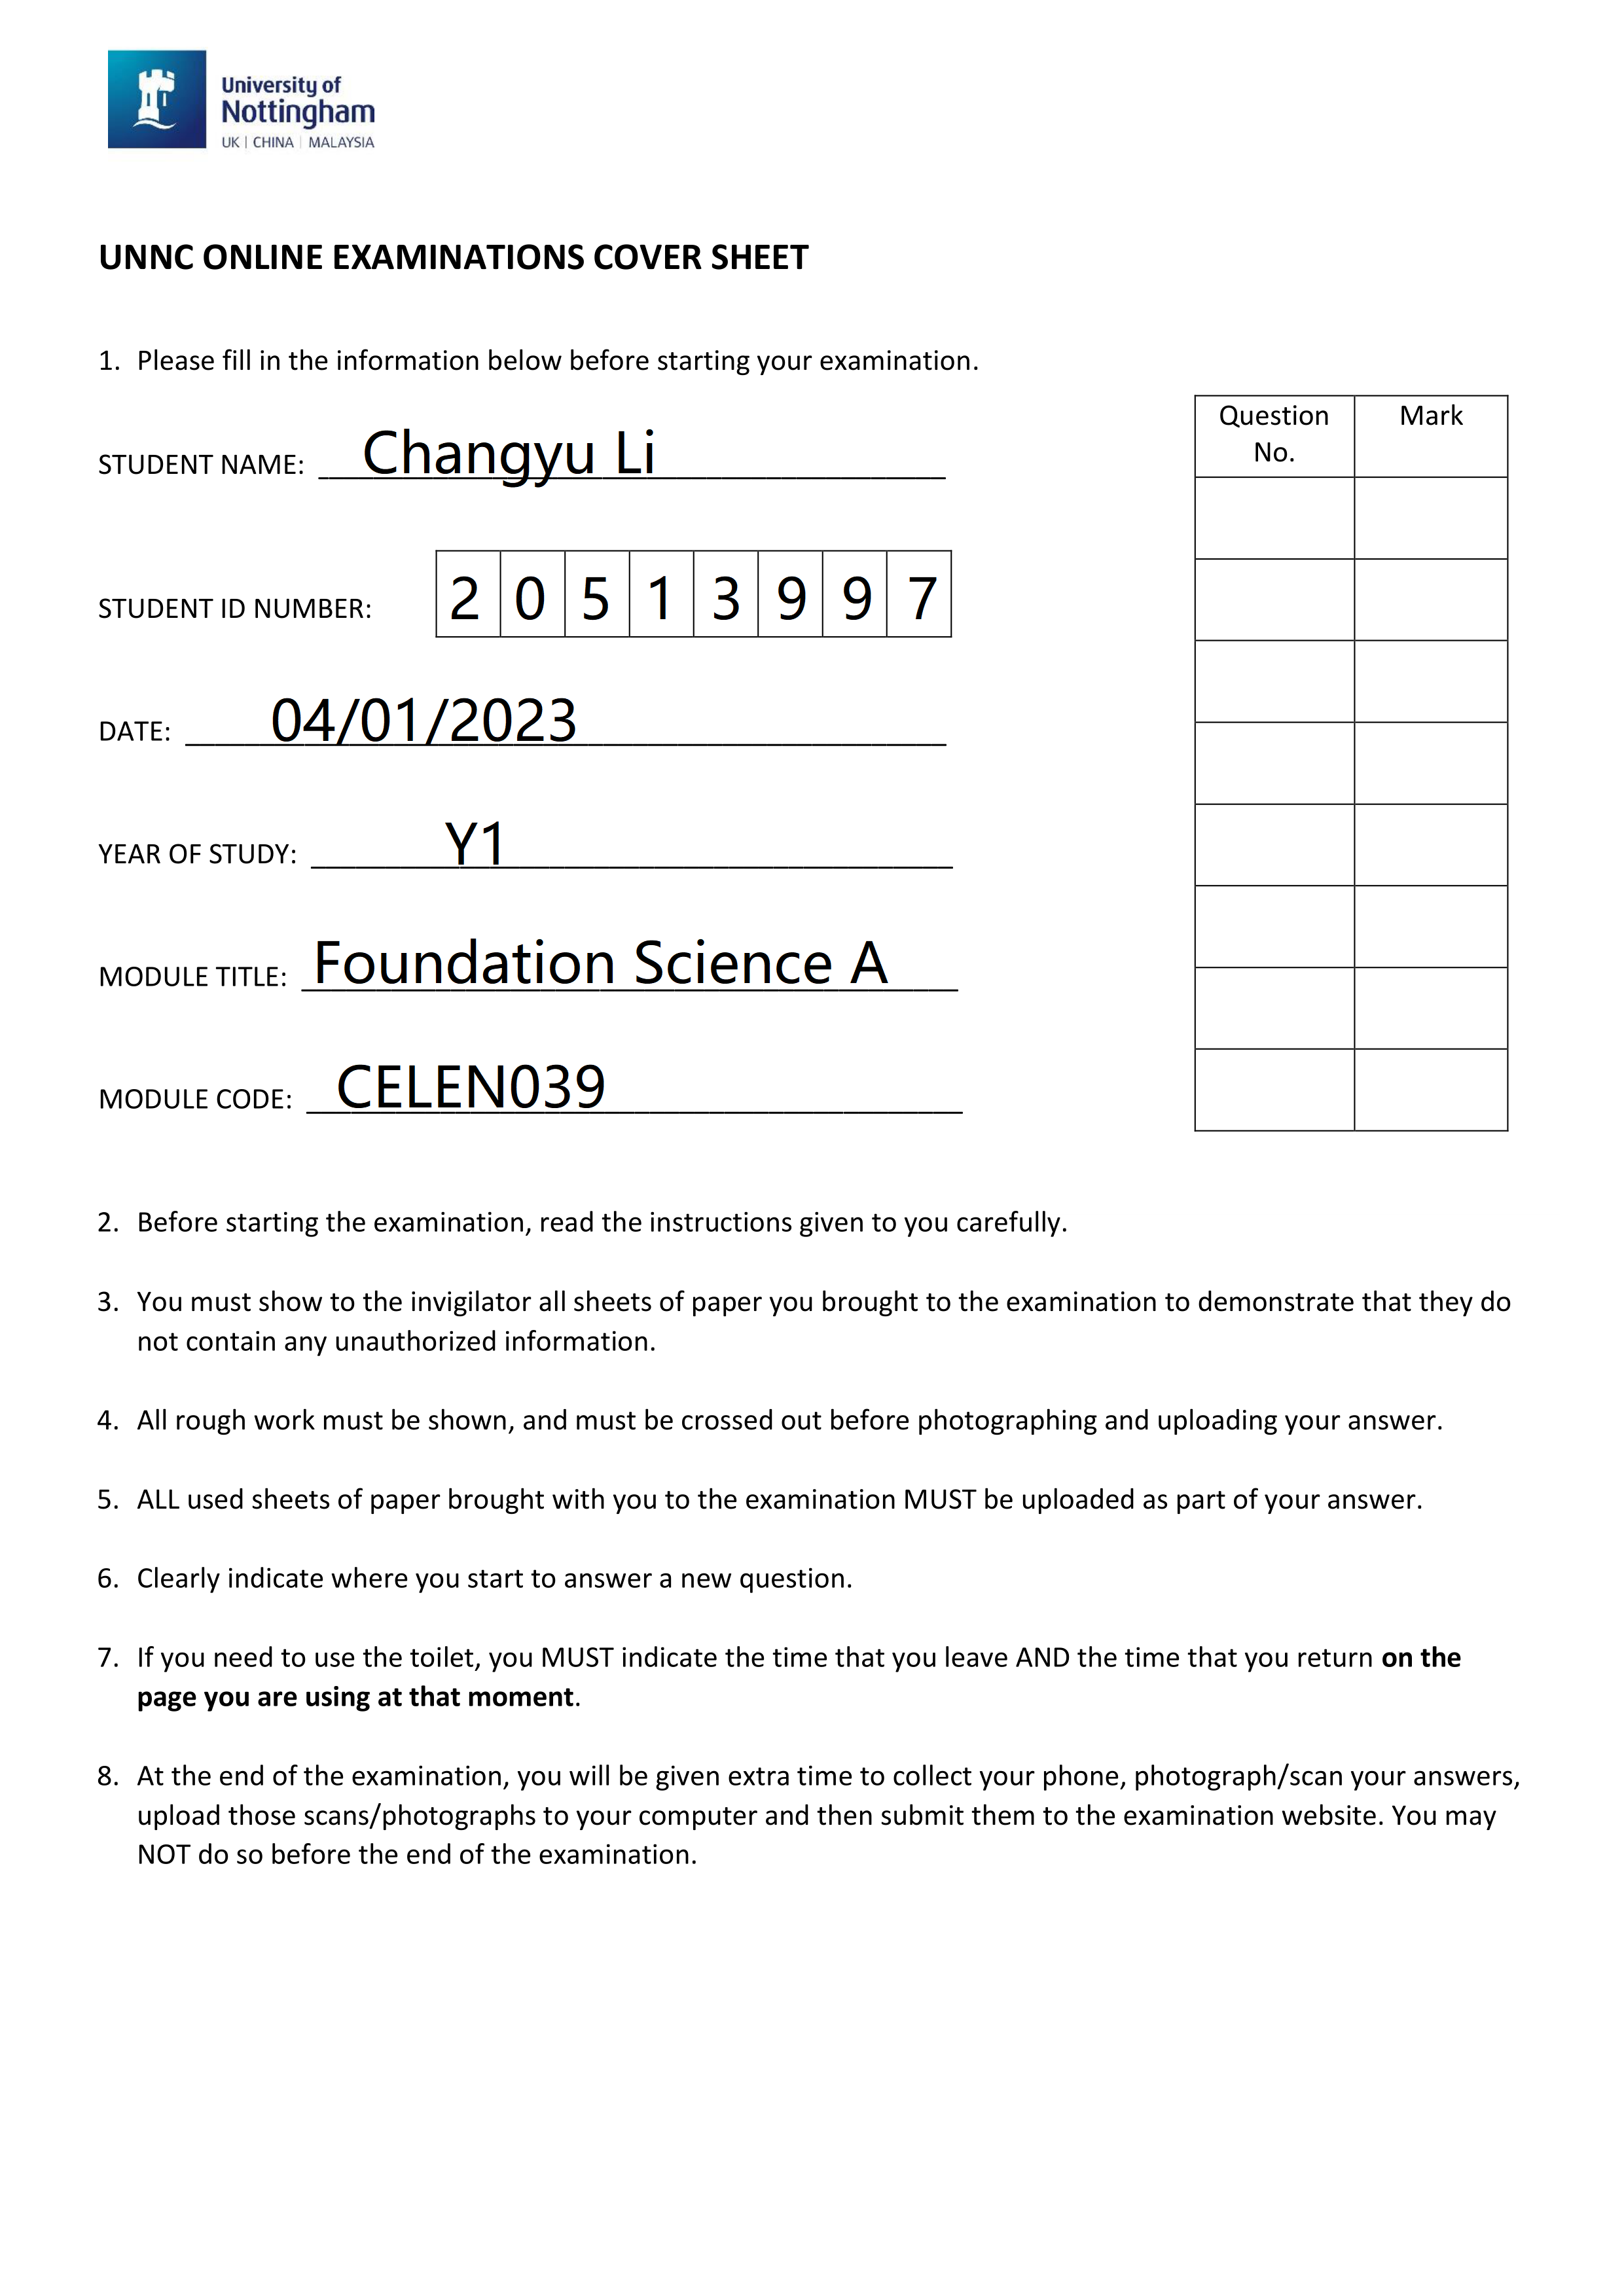 University of
Nottingham
UK | CHINA | MALAYSIA
UNNC ONLINE EXAMINATIONS COVER SHEET
1. Please fill in the information below before starting your examination.
Question No. Mark
STUDENT NAME: Changyu Li
STUDENT ID NUMBER: 2 0 5 1 3 9 9 7
DATE: 04/01/2023
YEAR OF STUDY: Y1
MODULE TITLE: Foundation Science A
MODULE CODE: CELEN039
2. Before starting the examination, read the instructions given to you carefully.
3. You must show to the invigilator all sheets of paper you brought to the examination to demonstrate that they do
not contain any unauthorized information.
4. All rough work must be shown, and must be crossed out before photographing and uploading your answer.
5. ALL used sheets of paper brought with you to the examination MUST be uploaded as part of your answer.
6. Clearly indicate where you start to answer a new question.
7. If you need to use the toilet, you MUST indicate the time that you leave AND the time that you return on the
page you are using at that moment.
8. At the end of the examination, you will be given extra time to collect your phone, photograph/scan your answers,
upload those scans/photographs to your computer and then submit them to the examination website. You may
NOT do so before the end of the examination.